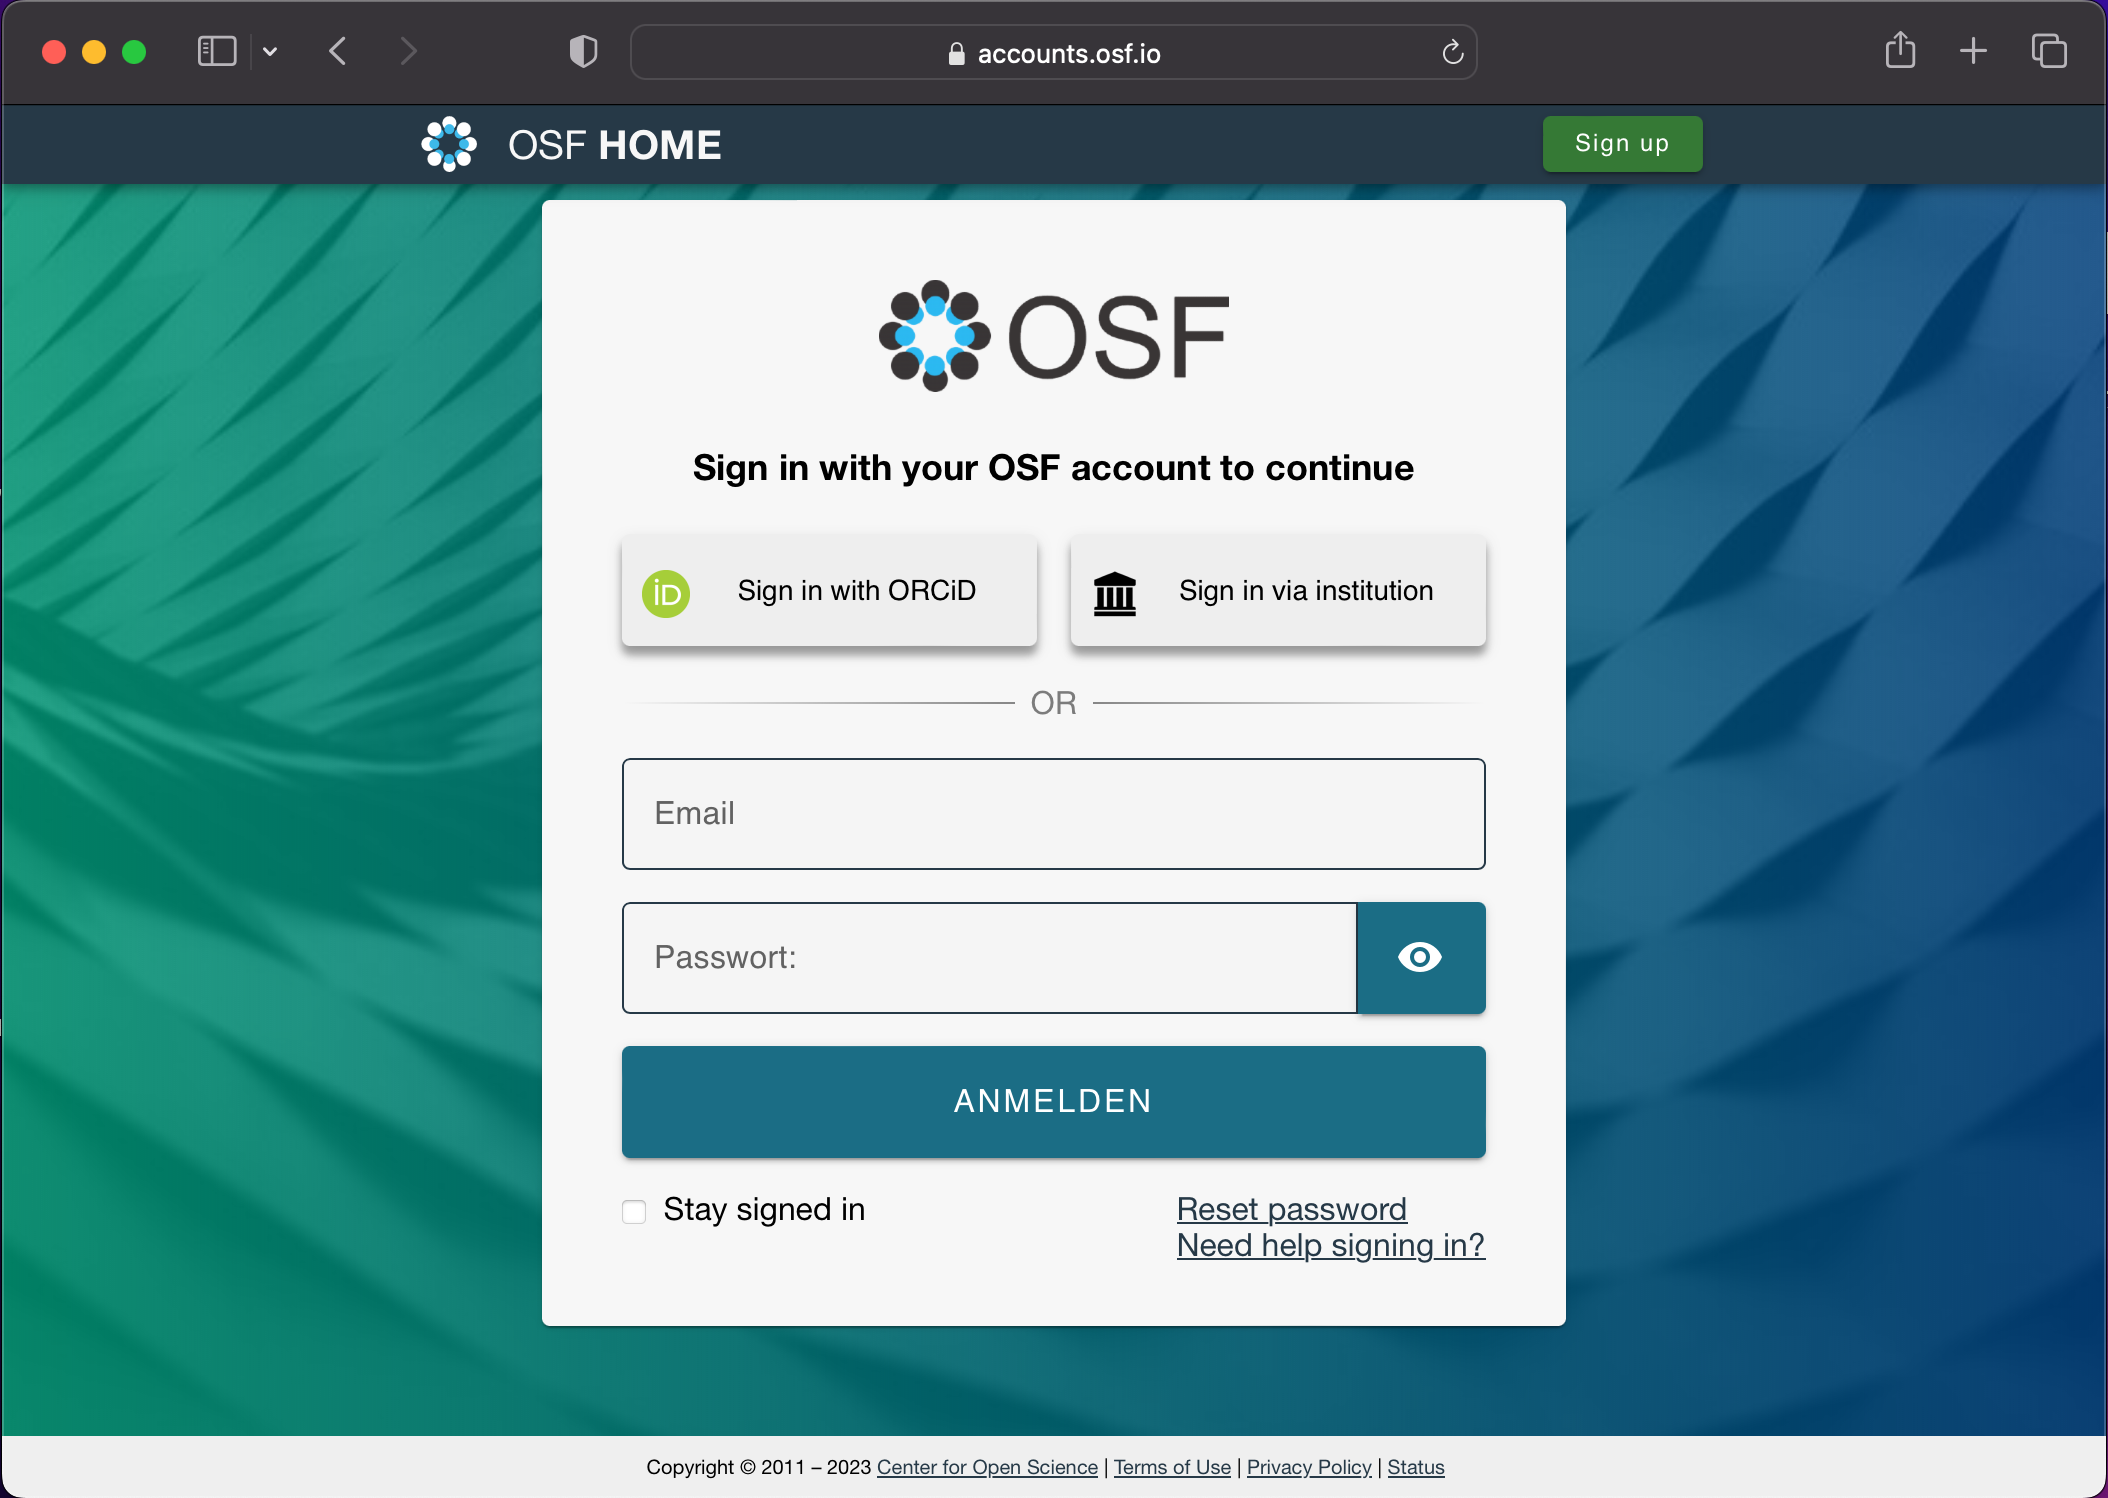 accounts.osf.io
OSF HOME
Sign up
OSF
Sign in with your OSF account to continue
iD Sign in with ORCiD
Sign in via institution
OR
Email
Passwort:
ANMELDEN
Stay signed in
Reset password
Need help signing in?
Copyright © 2011 – 2023 Center for Open Science | Terms of Use | Privacy Policy | Status